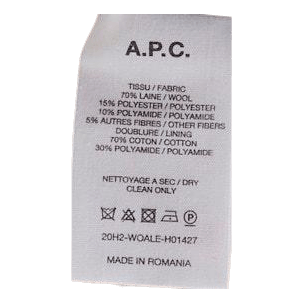 A.P.C.
TISSU / FABRIC
70% LAINE / WOOL
15% POLYESTER / POLYESTER
10% POLYAMIDE / POLYAMIDE
5% AUTRES FIBRES / OTHER FIBERS
DOUBLURE / LINING
70% COTON / COTTON
30% POLYAMIDE / POLYAMIDE
NETTOYAGE A SEC / DRY
CLEAN ONLY
P
20H2-WOALE-H01427
MADE IN ROMANIA